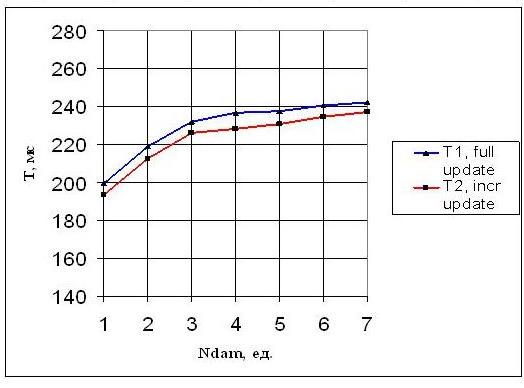 280
260
240
220
200
180
160
140
T, мс
1 2 3 4 5 6 7
Ndam, ед.
T1, full
update
T2, incr
update